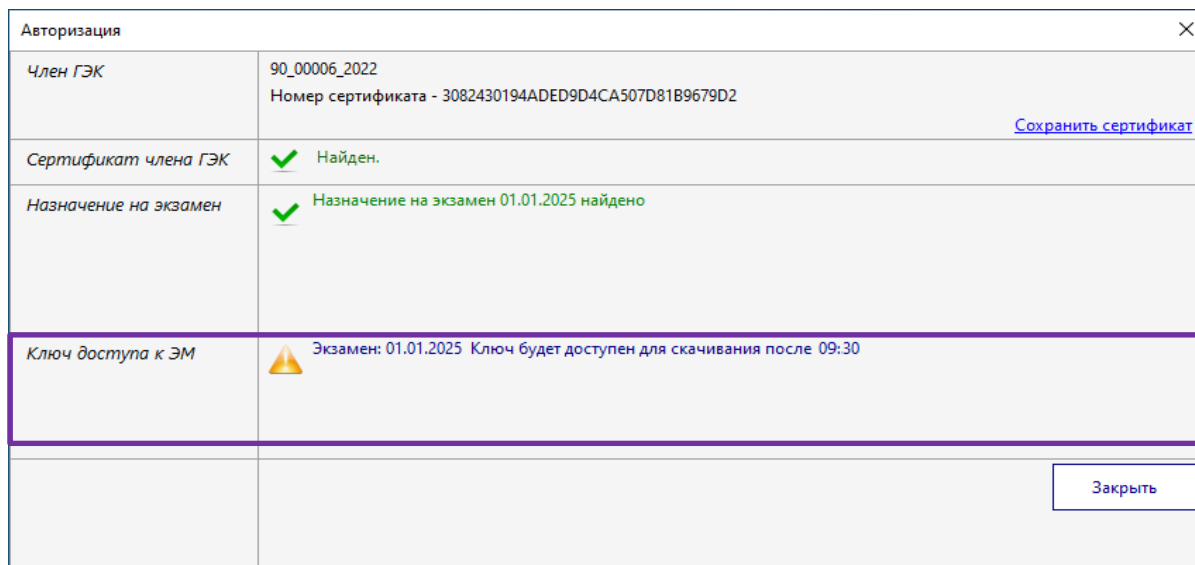 Авторизация
Член ГЭК
90_00006_2022
Номер сертификата - 3082430194ADED9D4CA507D81B9679D2
Сохранить сертификат
Сертификат члена ГЭК
Найден.
Назначение на экзамен
Назначение на экзамен 01.01.2025 найдено
Ключ доступа к ЭМ
Экзамен: 01.01.2025 Ключ будет доступен для скачивания после 09:30
Закрыть